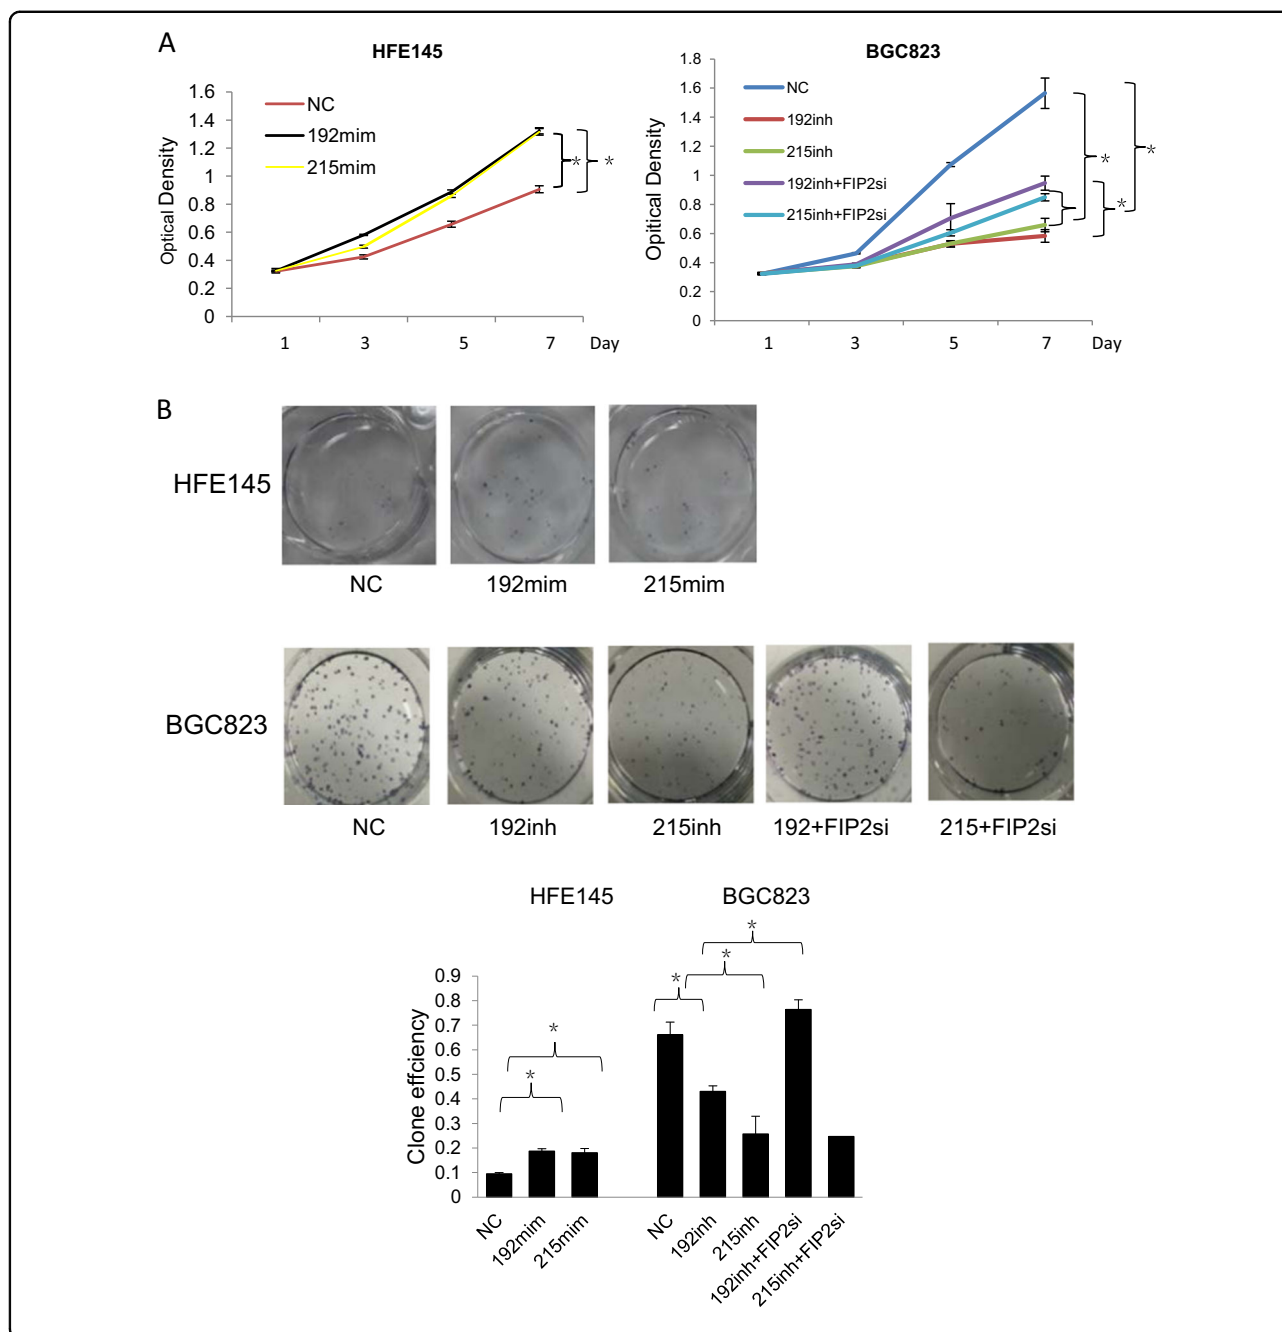 A
HFE145
BGC823
Optical Density
1.6
1.4
1.2
1
0.8
0.6
0.4
0.2
0
NC
192mim
215mim
*
*
1 3 5 7 Day
Opitical Density
1.8
1.6
1.4
1.2
1
0.8
0.6
0.4
0.2
0
NC
192inh
215inh
192inh+FIP2si
215inh+FIP2si
*
*
*
1 3 5 7 Day
B
HFE145
NC 192mim 215mim
BGC823
NC 192inh 215inh 192+FIP2si 215+FIP2si
HFE145 BGC823
Clone effciency
0.9
0.8
0.7
0.6
0.5
0.4
0.3
0.2
0.1
0
*
*
*
*
*
NC
192mim
215mim
NC
192inh
215inh
192inh+FIP2si
215inh+FIP2si